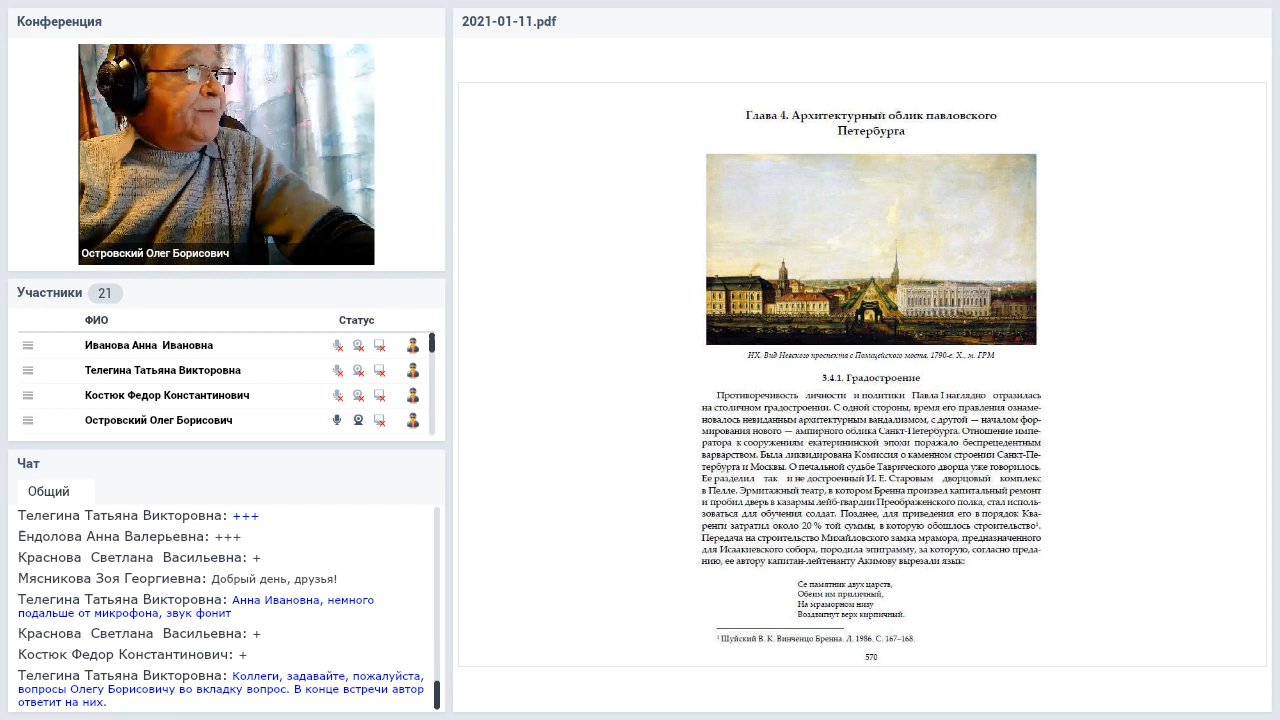 Конференция
Островский Олег Борисович
Участники 21
ФИО Статус
Иванова Анна Ивановна
Телегина Татьяна Викторовна
Костюк Федор Константинович
Островский Олег Борисович
Чат
Общий
Телегина Татьяна Викторовна: +++
Ендолова Анна Валерьевна: +++
Краснова Светлана Васильевна: +
Мясникова Зоя Георгиевна: Добрый день, друзья!
Телегина Татьяна Викторовна: Анна Ивановна, немного
подальше от микрофона, звук фонит
Краснова Светлана Васильевна: +
Костюк Федор Константинович: +
Телегина Татьяна Викторовна: Коллеги, задавайте, пожалуйста,
вопросы Олегу Борисовичу во вкладку вопрос. В конце встречи автор
ответит на них.
2021-01-11.pdf
Глава 4. Архитектурный облик павловского
Петербурга
НХ. Вид Невского проспекта с Полицейского моста. 1790-е. Х., м. ГРМ
3.4.1. Градостроение
Противоречивость личности и политики Павла I наглядно отразилась
на столичном градостроении. С одной стороны, время его правления ознаме-
новалось невиданным архитектурным вандализмом, с другой — началом фор-
мирования нового — ампирного облика Санкт-Петербурга. Отношение импе-
ратора к сооружениям екатерининской эпохи поражало беспрецедентным
варварством. Была ликвидирована Комиссия о каменном строении Санкт-Пе-
тербурга и Москвы. О печальной судьбе Таврического дворца уже говорилось.
Ее разделил так и не достроенный И. Е. Старовым дворцовый комплекс
в Пелле. Эрмитажный театр, в котором Бренна произвел капитальный ремонт
и пробил дверь в казармы лейб-гвардии Преображенского полка, стал исполь-
зоваться для обучения солдат. Позднее, для приведения его в порядок Ква-
ренги затратил около 20 % той суммы, в которую обошлось строительство¹.
Передача на строительство Михайловского замка мрамора, предназначенного
для Исаакиевского собора, породила эпиграмму, за которую, согласно преда-
нию, ее автору капитан-лейтенанту Акимову вырезали язык:
Се памятник двух царств,
Обеим им приличный,
На мраморном низу
Воздвигнут верх кирпичный.
¹ Шуйский В. К. Винченцо Бренна. Л. 1986. С. 167–168.
570